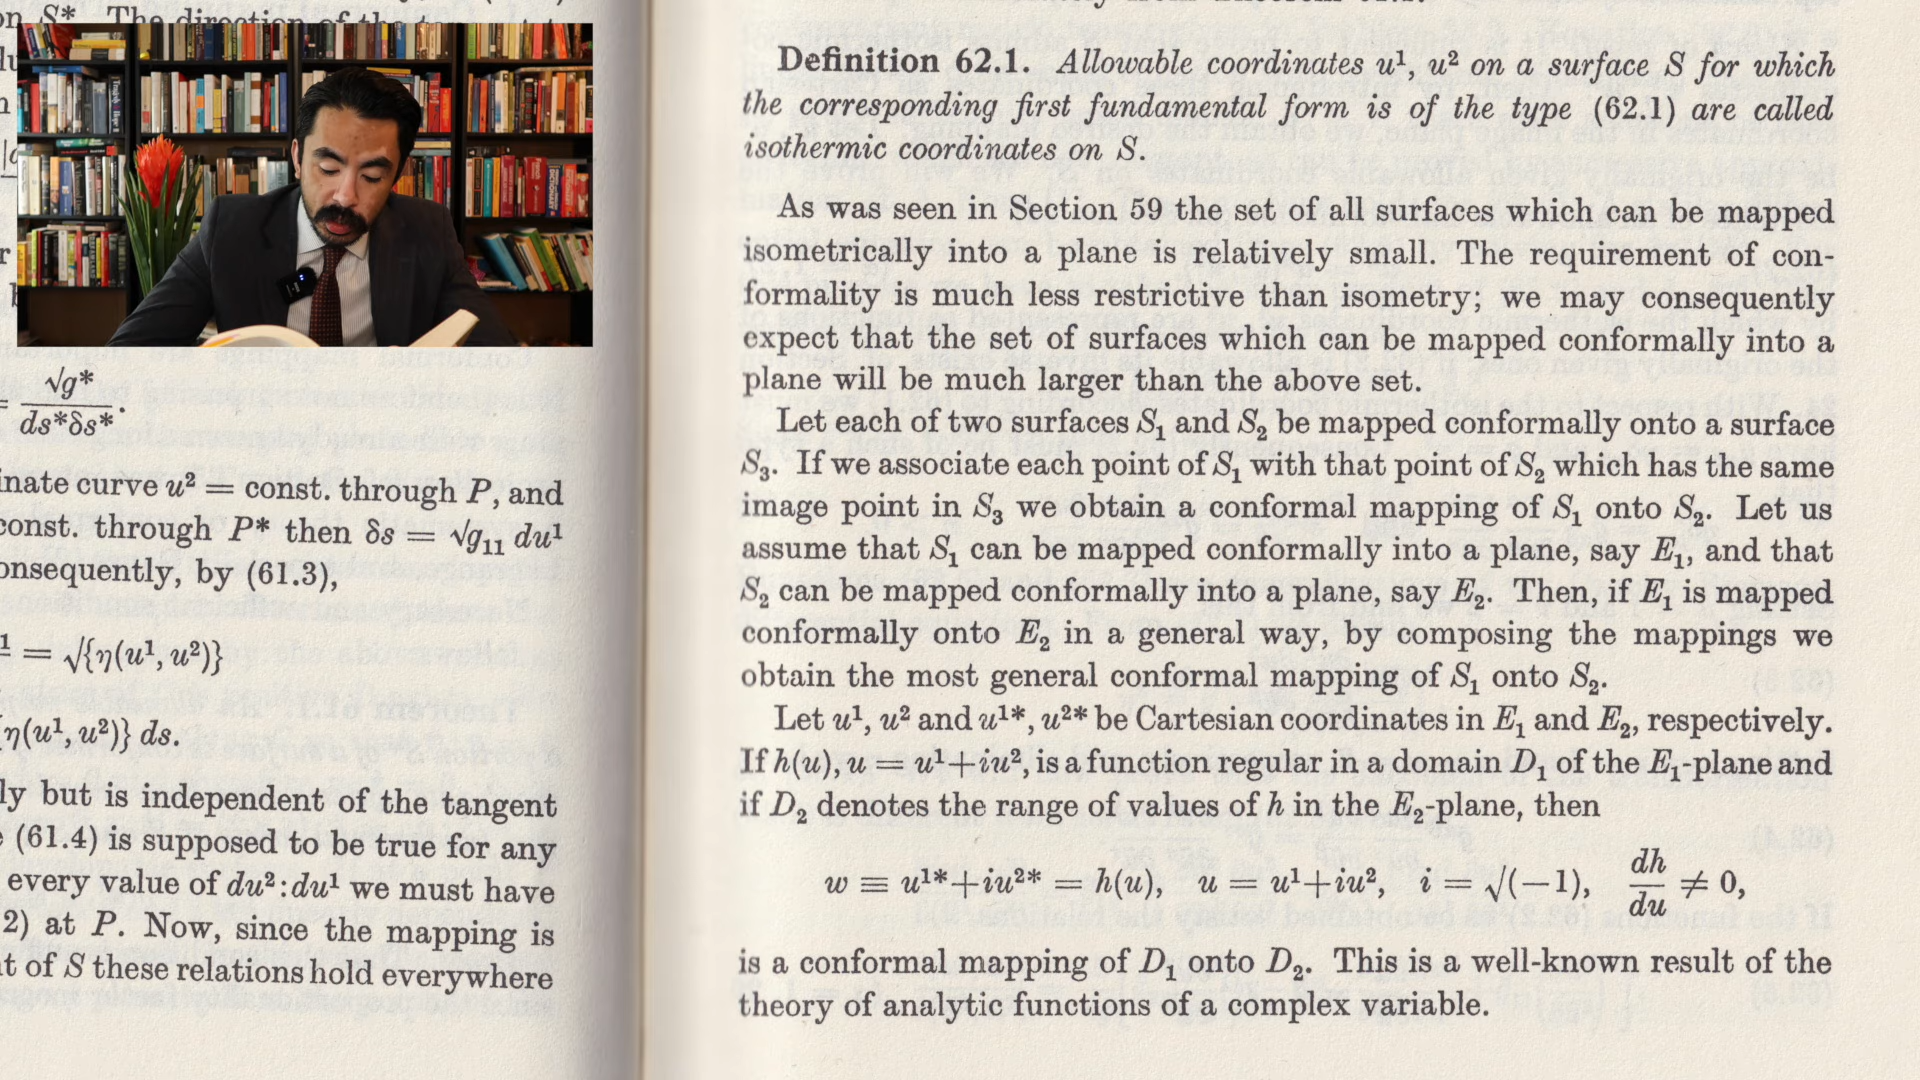 on S*. The direction of the
√g*
ds*δs*.
inate curve u² = const. through P, and
const. through P* then δs = √g₁₁ du¹
onsequently, by (61.3),
= √{η(u¹, u²)}
η(u¹, u²)} ds.
ly but is independent of the tangent
(61.4) is supposed to be true for any
every value of du²:du¹ we must have
2) at P. Now, since the mapping is
t of S these relations hold everywhere
Definition 62.1. Allowable coordinates u¹, u² on a surface S for which
the corresponding first fundamental form is of the type (62.1) are called
isothermic coordinates on S.
As was seen in Section 59 the set of all surfaces which can be mapped
isometrically into a plane is relatively small. The requirement of con-
formality is much less restrictive than isometry; we may consequently
expect that the set of surfaces which can be mapped conformally into a
plane will be much larger than the above set.
Let each of two surfaces S₁ and S₂ be mapped conformally onto a surface
S₃. If we associate each point of S₁ with that point of S₂ which has the same
image point in S₃ we obtain a conformal mapping of S₁ onto S₂. Let us
assume that S₁ can be mapped conformally into a plane, say E₁, and that
S₂ can be mapped conformally into a plane, say E₂. Then, if E₁ is mapped
conformally onto E₂ in a general way, by composing the mappings we
obtain the most general conformal mapping of S₁ onto S₂.
Let u¹, u² and u¹*, u²* be Cartesian coordinates in E₁ and E₂, respectively.
If h(u), u = u¹+iu², is a function regular in a domain D₁ of the E₁-plane and
if D₂ denotes the range of values of h in the E₂-plane, then
w ≡ u¹*+iu²* = h(u), u = u¹+iu², i = √(−1), dh/du ≠ 0,
is a conformal mapping of D₁ onto D₂. This is a well-known result of the
theory of analytic functions of a complex variable.